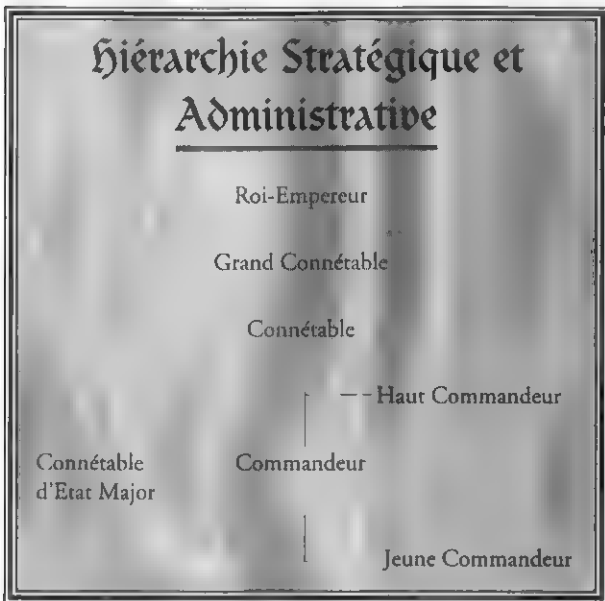 Hiérarchie Stratégique et
Administrative
Roi-Empereur
Grand Connétable
Connétable
Haut Commandeur
Connétable
d'Etat Major
Commandeur
Jeune Commandeur